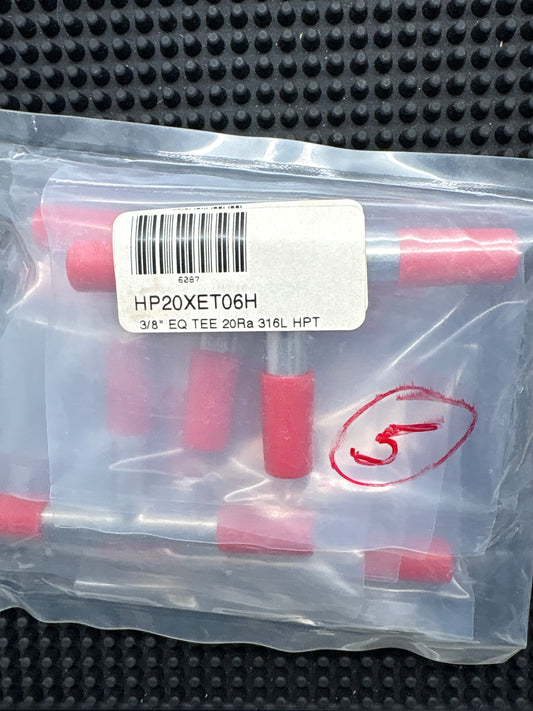 6287
HP20XET06H
3/8" EQ TEE 20Ra 316L HPT
5